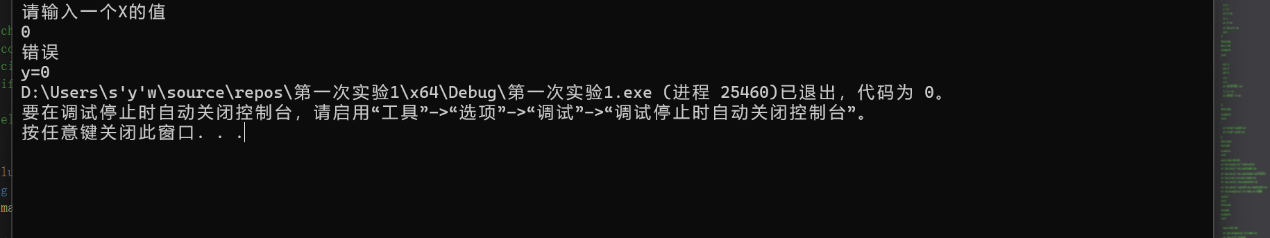 请输入一个X的值
0
错误
y=0
D:\Users\s'y'w\source\repos\第一次实验1\x64\Debug\第一次实验1.exe (进程 25460)已退出，代码为 0。
要在调试停止时自动关闭控制台，请启用“工具”->“选项”->“调试”->“调试停止时自动关闭控制台”。
按任意键关闭此窗口. . .